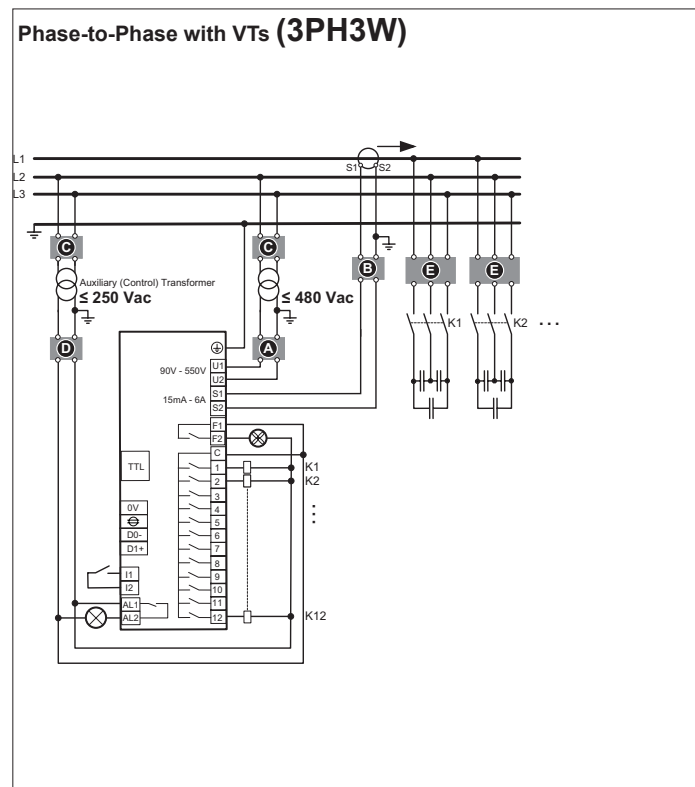 Phase-to-Phase with VTs (3PH3W)
L1
S1 S2
L2
L3
C
C
B
E
E
Auxiliary (Control) Transformer
≤ 250 Vac
≤ 480 Vac
K1
K2 ...
D
A
90V - 550V
U1
U2
15mA - 6A
S1
S2
F1
F2
C
TTL
1
K1
2
K2
3
0V
4
5
D0-
6
D1+
7
8
I1
9
I2
10
AL1
11
AL2
12
K12